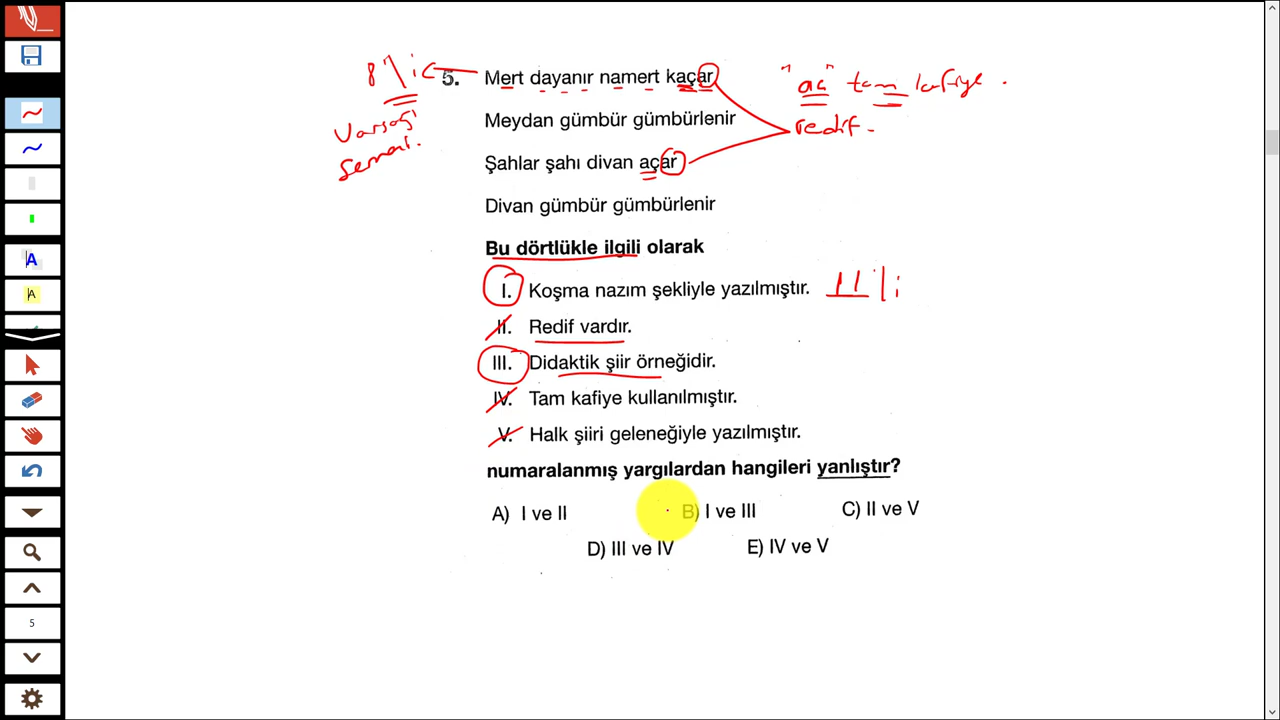 8'li 5. Mert dayanır namert kaçar "aç" tam kafiye.
Varsağı Meydan gümbür gümbürlenir redif.
Semai. Şahlar şahı divan açar
Divan gümbür gümbürlenir
Bu dörtlükle ilgili olarak
I. Koşma nazım şekliyle yazılmıştır. 11'li
II. Redif vardır.
III. Didaktik şiir örneğidir.
IV. Tam kafiye kullanılmıştır.
V. Halk şiiri geleneğiyle yazılmıştır.
numaralanmış yargılardan hangileri yanlıştır?
A) I ve II B) I ve III C) II ve V
D) III ve IV E) IV ve V
A
A
5